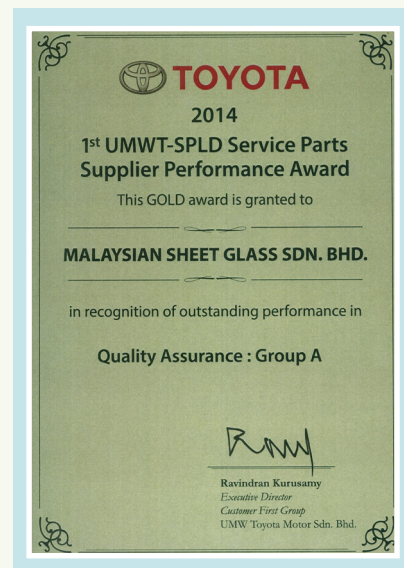 TOYOTA
2014
1st UMWT-SPLD Service Parts
Supplier Performance Award
This GOLD award is granted to
MALAYSIAN SHEET GLASS SDN. BHD.
in recognition of outstanding performance in
Quality Assurance : Group A
Ravindran Kurusamy
Executive Director
Customer First Group
UMW Toyota Motor Sdn. Bhd.